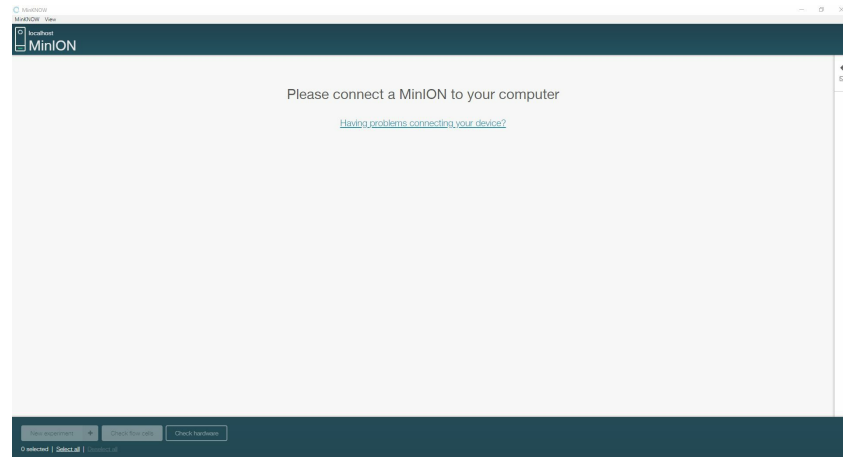 MinKNOW
MinKNOW View
localhost
MinION
Please connect a MinION to your computer
Having problems connecting your device?
New experiment + Check flow cells Check hardware
0 selected | Select all | Deselect all